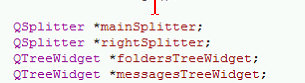 QSplitter *mainSplitter;
QSplitter *rightSplitter;
QTreeWidget *foldersTreeWidget;
QTreeWidget *messagesTreeWidget;